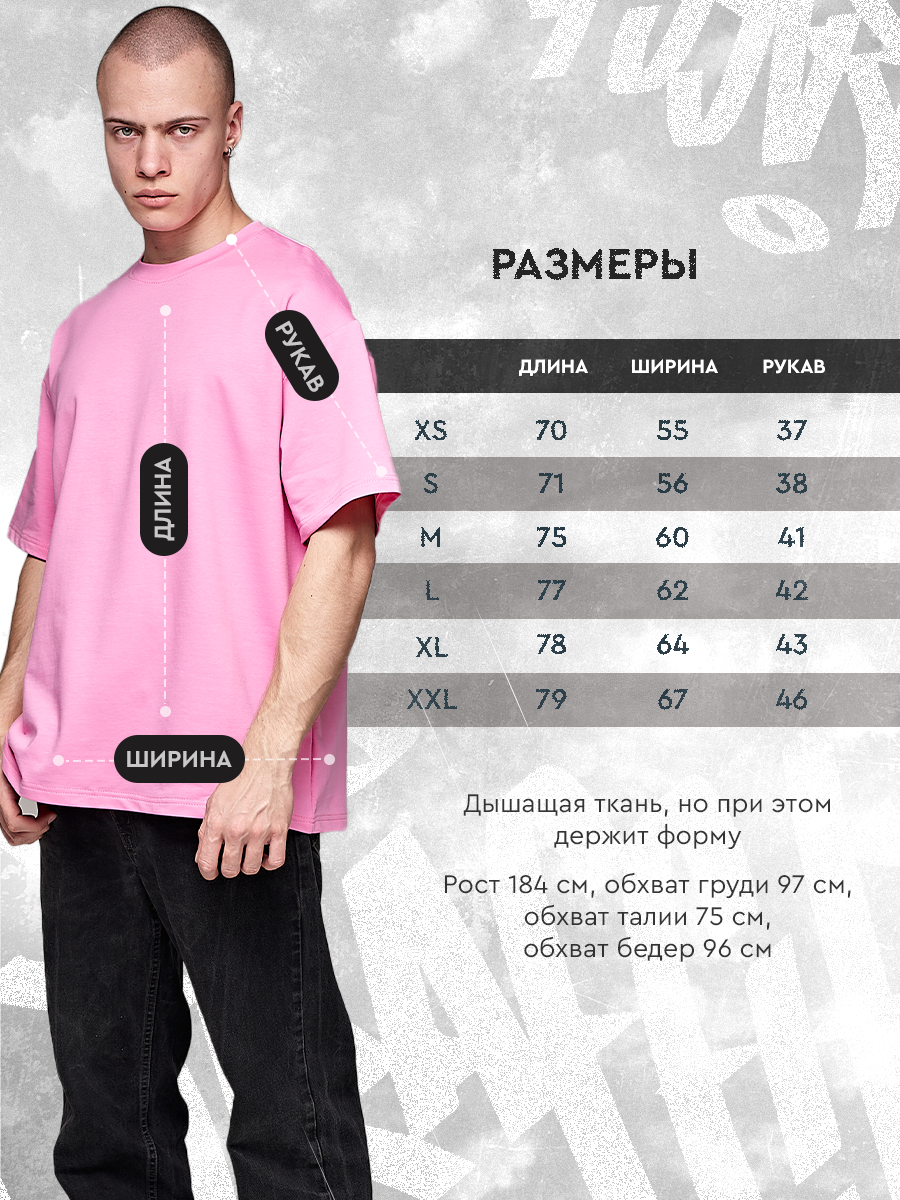 РАЗМЕРЫ
ДЛИНА ШИРИНА РУКАВ
XS 70 55 37
S 71 56 38
M 75 60 41
L 77 62 42
XL 78 64 43
XXL 79 67 46
РУКАВ
ДЛИНА
ШИРИНА
Дышащая ткань, но при этом
держит форму
Рост 184 см, обхват груди 97 см,
обхват талии 75 см,
обхват бедер 96 см